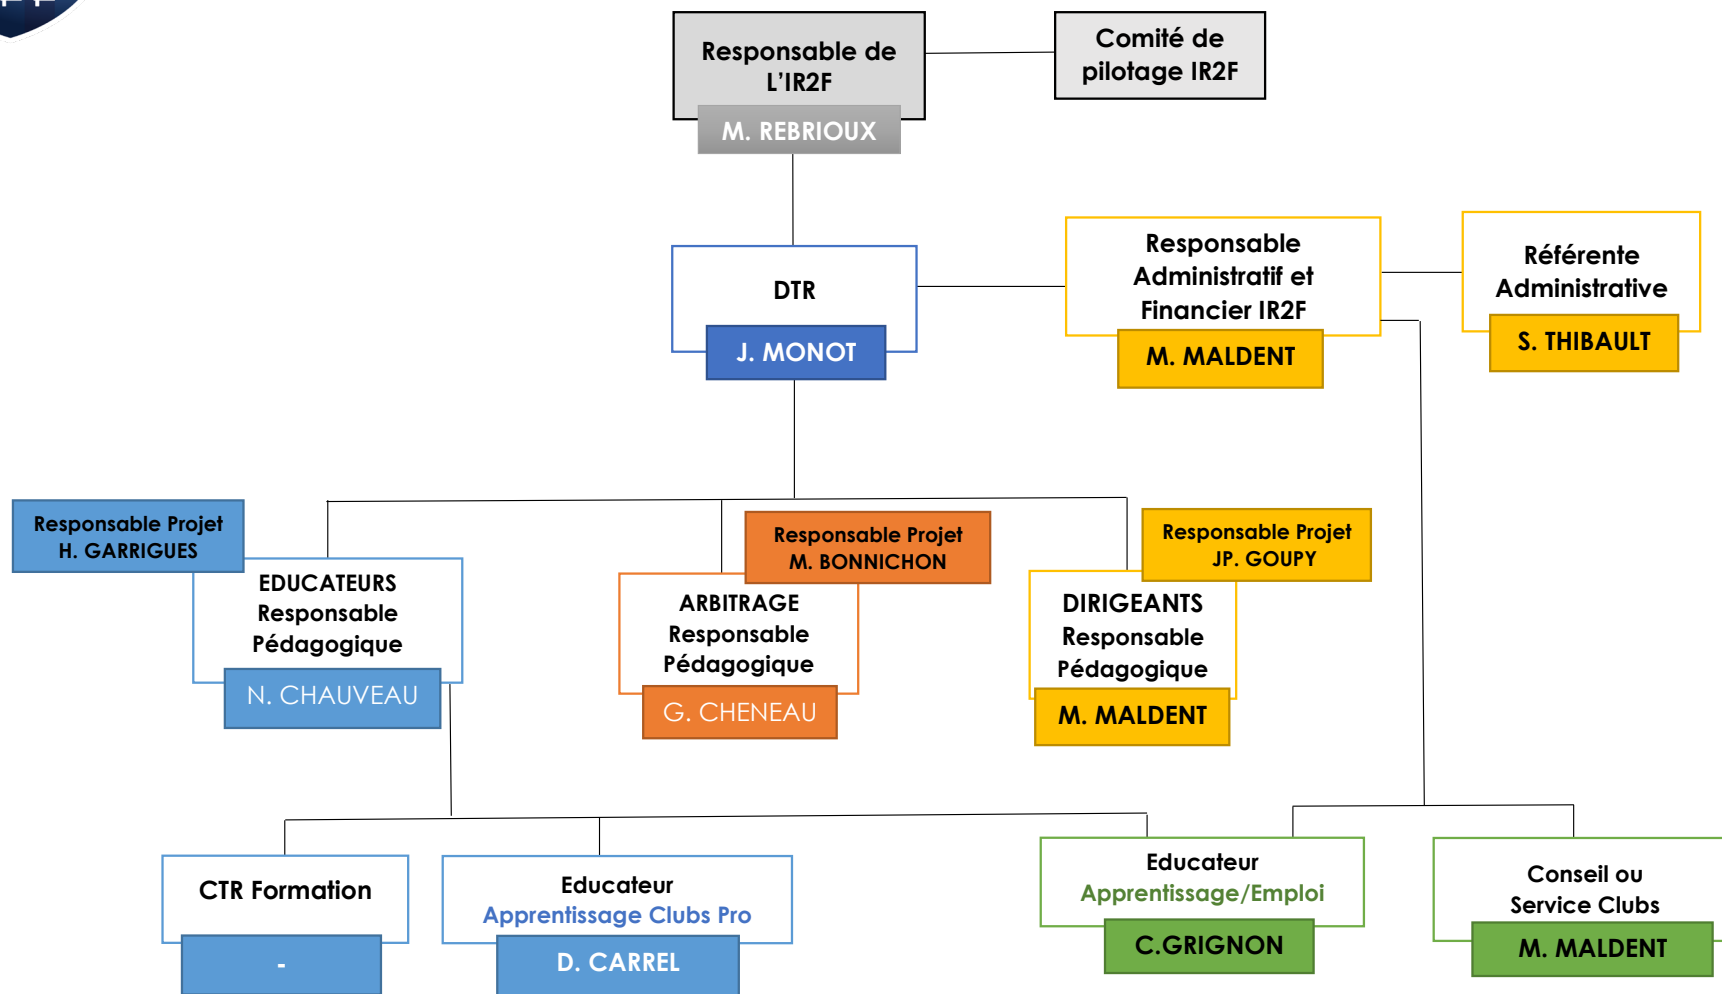 Responsable de
L'IR2F
M. REBRIOUX
Comité de
pilotage IR2F
DTR
J. MONOT
Responsable
Administratif et
Financier IR2F
M. MALDENT
Référente
Administrative
S. THIBAULT
Responsable Projet
H. GARRIGUES
EDUCATEURS
Responsable
Pédagogique
N. CHAUVEAU
Responsable Projet
M. BONNICHON
ARBITRAGE
Responsable
Pédagogique
G. CHENEAU
Responsable Projet
JP. GOUPY
DIRIGEANTS
Responsable
Pédagogique
M. MALDENT
CTR Formation
-
Educateur
Apprentissage Clubs Pro
D. CARREL
Educateur
Apprentissage/Emploi
C.GRIGNON
Conseil ou
Service Clubs
M. MALDENT